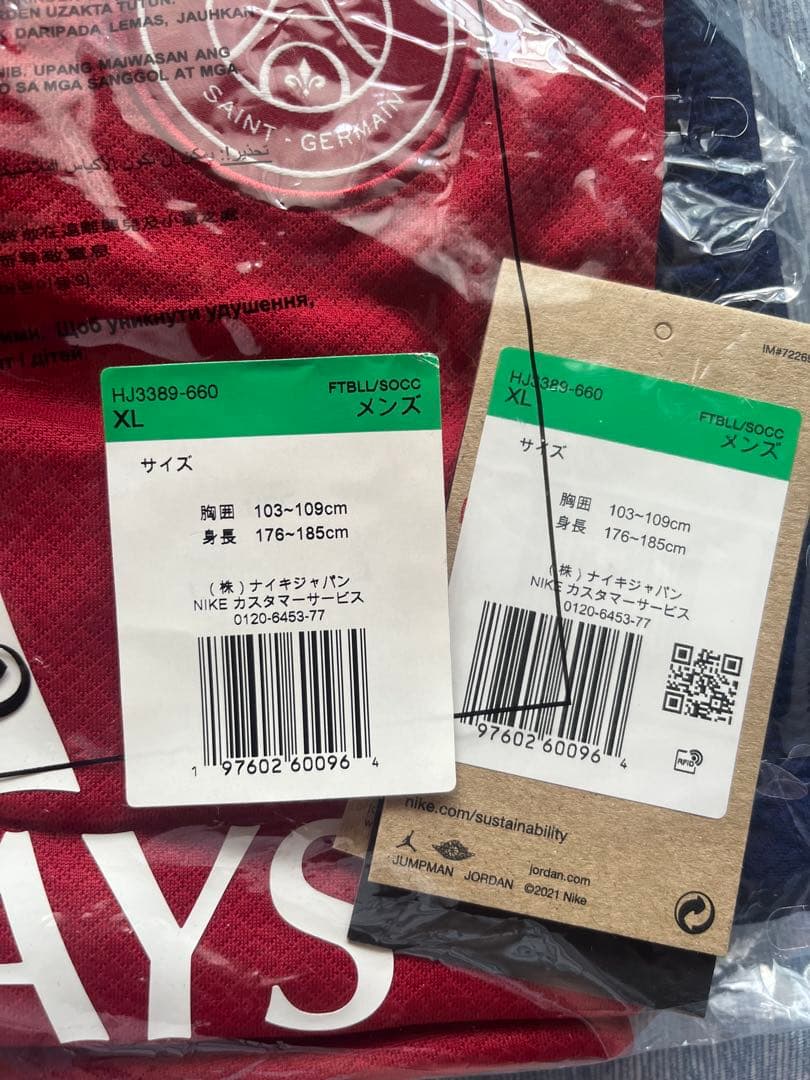 RDEN UZAKTA TUTUN.
DARIPADA LEMAS, JAUHKAN
UPANG MAIWASAN ANG
SA MGA SANGGOL AT MGA
SAINT - GERMAIN
Щоб уникнути удушення,
дітей
HJ3389-660
FTBLL/SOCC
XL
メンズ
サイズ
胸囲 103~109cm
身長 176~185cm
(株)ナイキジャパン
NIKE カスタマーサービス
0120-6453-77
1 97602 60096 4
IM#7226
HJ3389-660
FTBLL/SOCC
XL
メンズ
サイズ
胸囲 103~109cm
身長 176~185cm
(株)ナイキジャパン
NIKE カスタマーサービス
0120-6453-77
97602 60096 4
RFID
nike.com/sustainability
JUMPMAN JORDAN
jordan.com
©2021 Nike
AYS